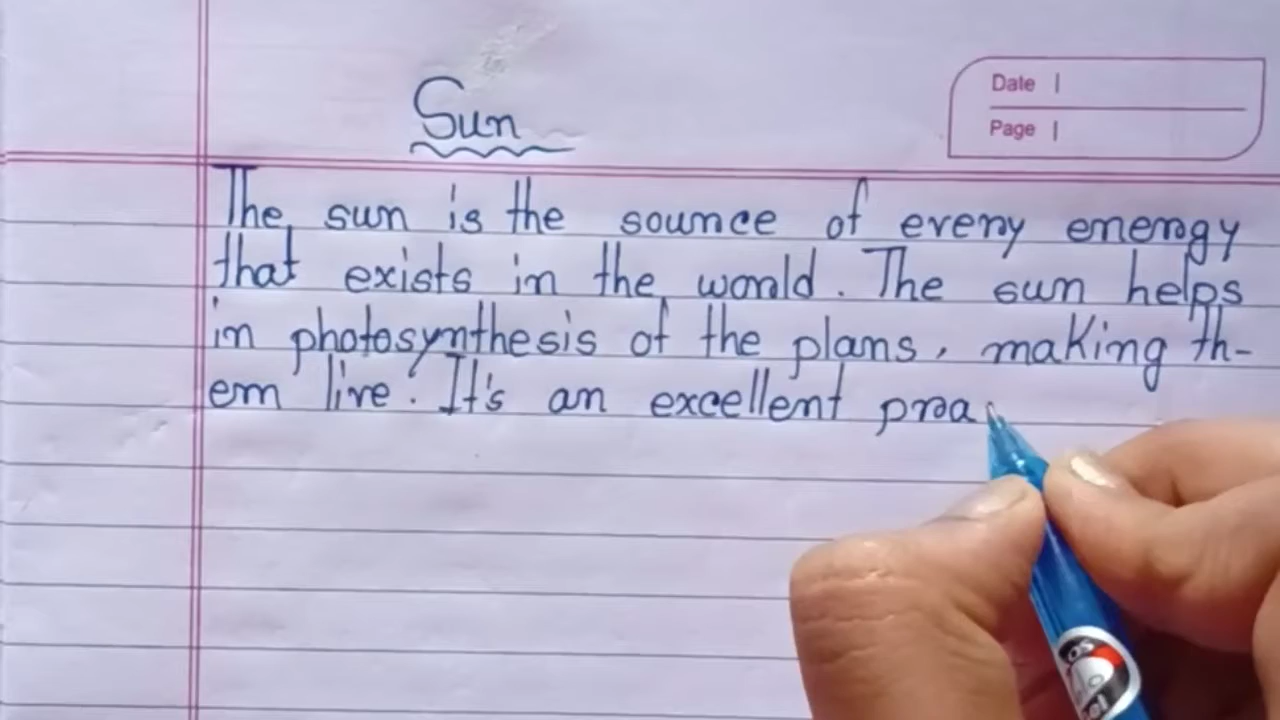 Sun
Date
Page
The sun is the source of every energy
that exists in the world. The sun helps
in photosynthesis of the plans, making th-
em live. It's an excellent pra